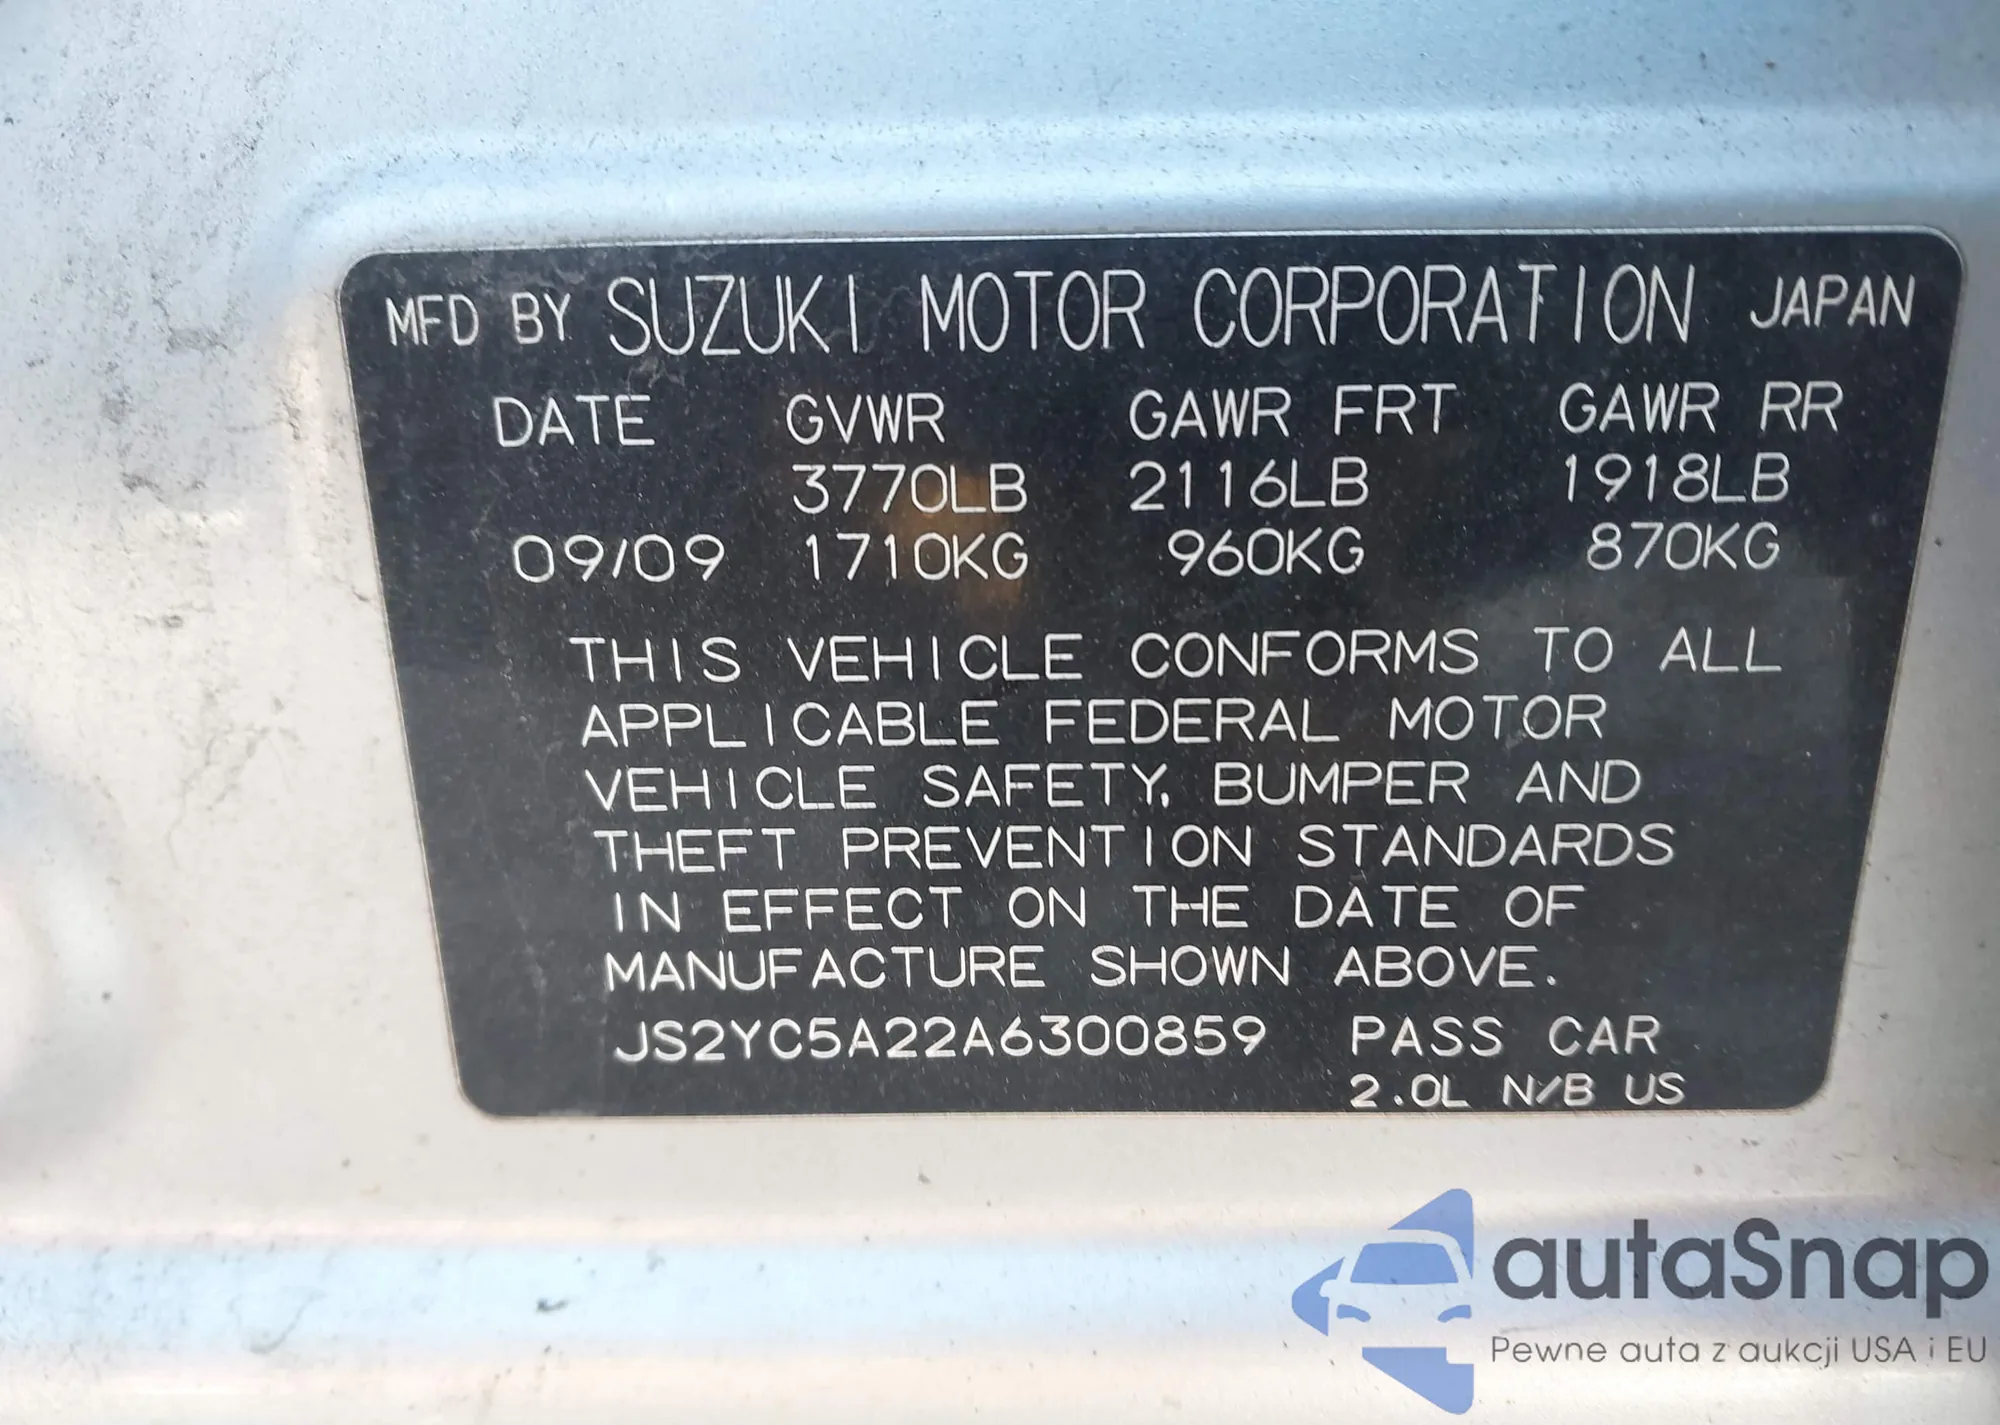 MFD BY SUZUKI MOTOR CORPORATION JAPAN
DATE GVWR GAWR FRT GAWR RR
3770LB 2116LB 1918LB
09/09 1710KG 960KG 870KG
THIS VEHICLE CONFORMS TO ALL
APPLICABLE FEDERAL MOTOR
VEHICLE SAFETY, BUMPER AND
THEFT PREVENTION STANDARDS
IN EFFECT ON THE DATE OF
MANUFACTURE SHOWN ABOVE.
JS2YC5A22A6300859 PASS CAR
2.0L N/B US
autaSnap
Pewne auta z aukcji USA i EU